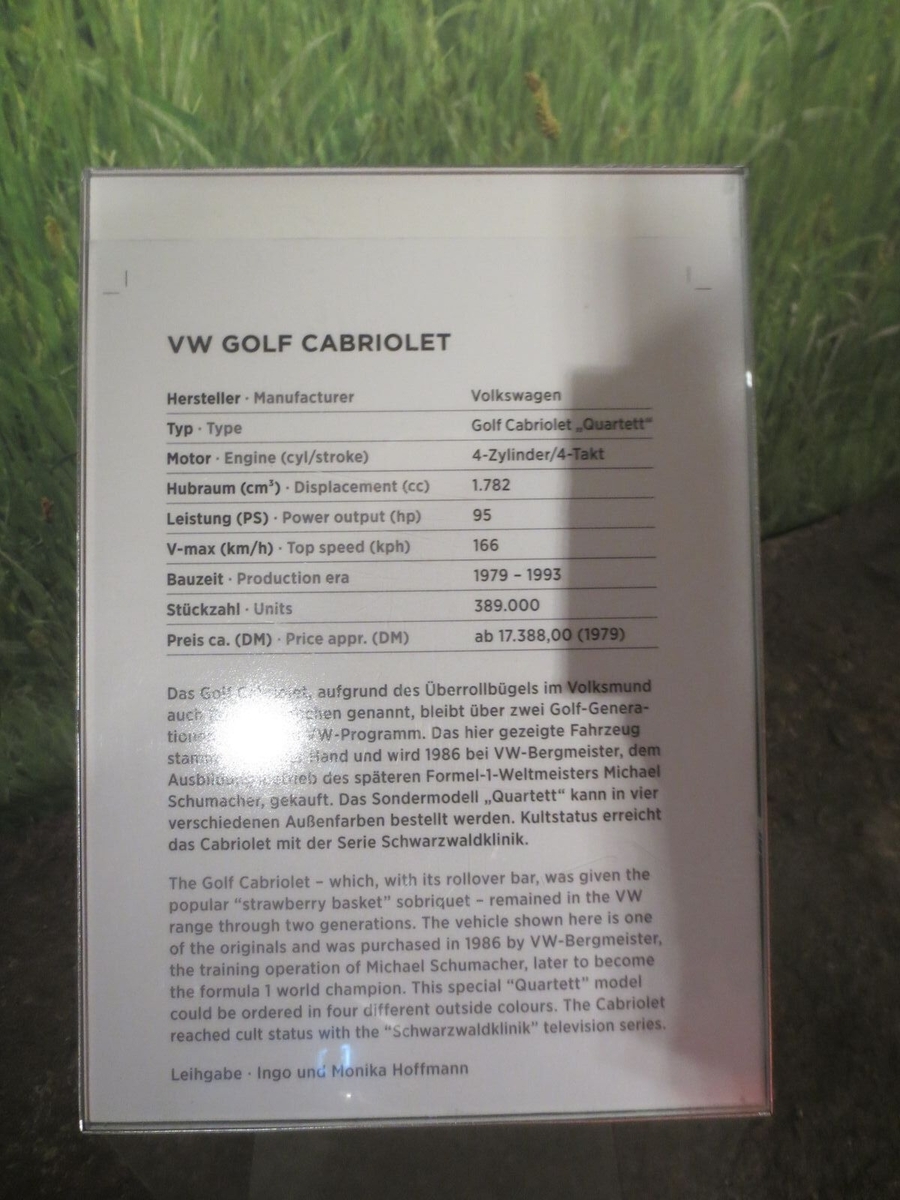 VW GOLF CABRIOLET
Hersteller · Manufacturer Volkswagen
Typ · Type Golf Cabriolet „Quartett“
Motor · Engine (cyl/stroke) 4-Zylinder/4-Takt
Hubraum (cm³) · Displacement (cc) 1.782
Leistung (PS) · Power output (hp) 95
V-max (km/h) · Top speed (kph) 166
Bauzeit · Production era 1979 – 1993
Stückzahl · Units 389.000
Preis ca. (DM) · Price appr. (DM) ab 17.388,00 (1979)
Das Golf Cabriolet, aufgrund des Überrollbügels im Volksmund
auch genannt, bleibt über zwei Golf-Genera-
VW-Programm. Das hier gezeigte Fahrzeug
Hand und wird 1986 bei VW-Bergmeister, dem
Ausbildungsbetrieb des späteren Formel-1-Weltmeisters Michael
Schumacher, gekauft. Das Sondermodell „Quartett“ kann in vier
verschiedenen Außenfarben bestellt werden. Kultstatus erreicht
das Cabriolet mit der Serie Schwarzwaldklinik.
The Golf Cabriolet – which, with its rollover bar, was given the
popular “strawberry basket” sobriquet – remained in the VW
range through two generations. The vehicle shown here is one
of the originals and was purchased in 1986 by VW-Bergmeister,
the training operation of Michael Schumacher, later to become
the formula 1 world champion. This special “Quartett” model
could be ordered in four different outside colours. The Cabriolet
reached cult status with the “Schwarzwaldklinik” television series.
Leihgabe · Ingo und Monika Hoffmann